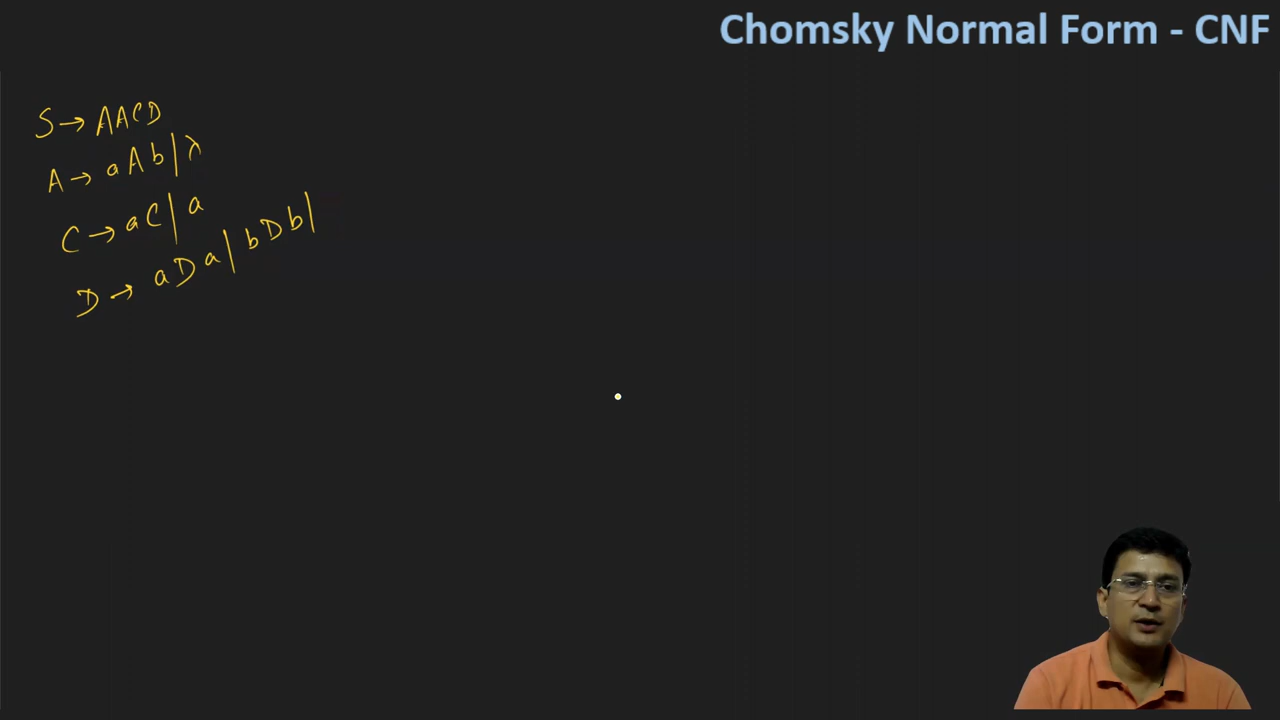 Chomsky Normal Form - CNF
S → AACD
A → aAb | λ
C → aC | a
D → aDa | bDb |